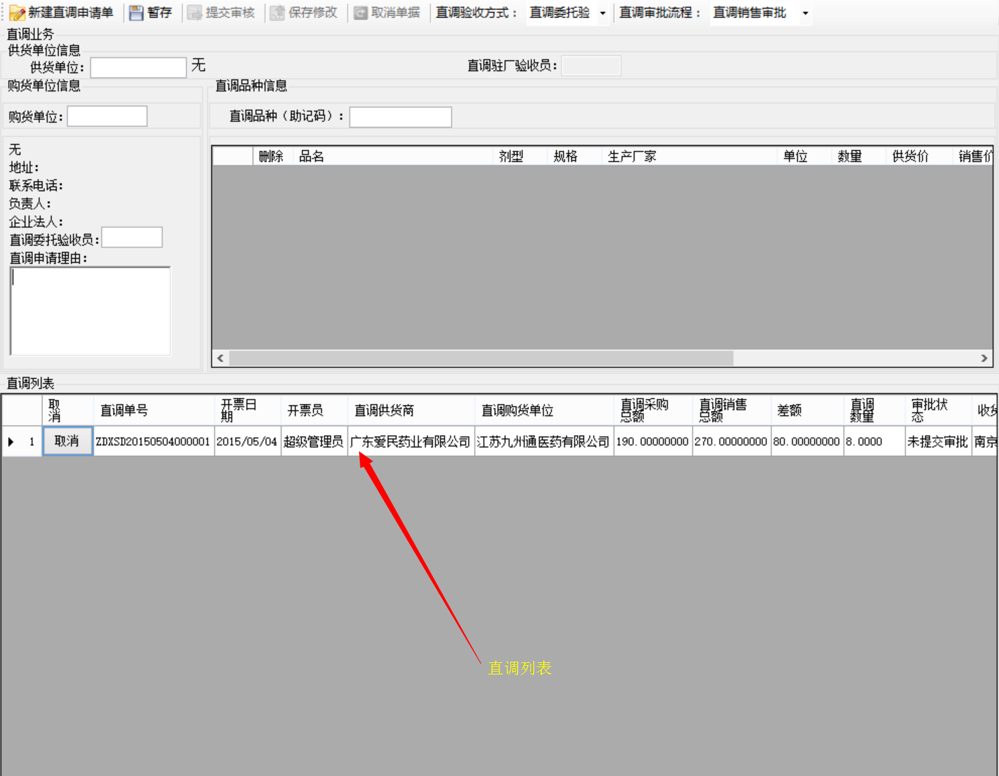 新建直调申请单 暂存 提交审核 保存修改 取消单据 直调验收方式： 直调委托验 直调审批流程： 直调销售审批
直调业务
供货单位信息
供货单位： 无 直调驻厂验收员：
购货单位信息 直调品种信息
购货单位： 直调品种（助记码）：
无
地址：
联系电话：
负责人：
企业法人：
直调委托验收员：
直调申请理由：
删除 品名 剂型 规格 生产厂家 单位 数量 供货价 销售价
直调列表
取消 直调单号 开票日期 开票员 直调供货商 直调购货单位 直调采购总额 直调销售总额 差额 直调数量 审批状态 收货
1 取消 ZDXSD20150504000001 2015/05/04 超级管理员 广东爱民药业有限公司 江苏九州通医药有限公司 190.00000000 270.00000000 80.00000000 8.0000 未提交审批 南京
直调列表